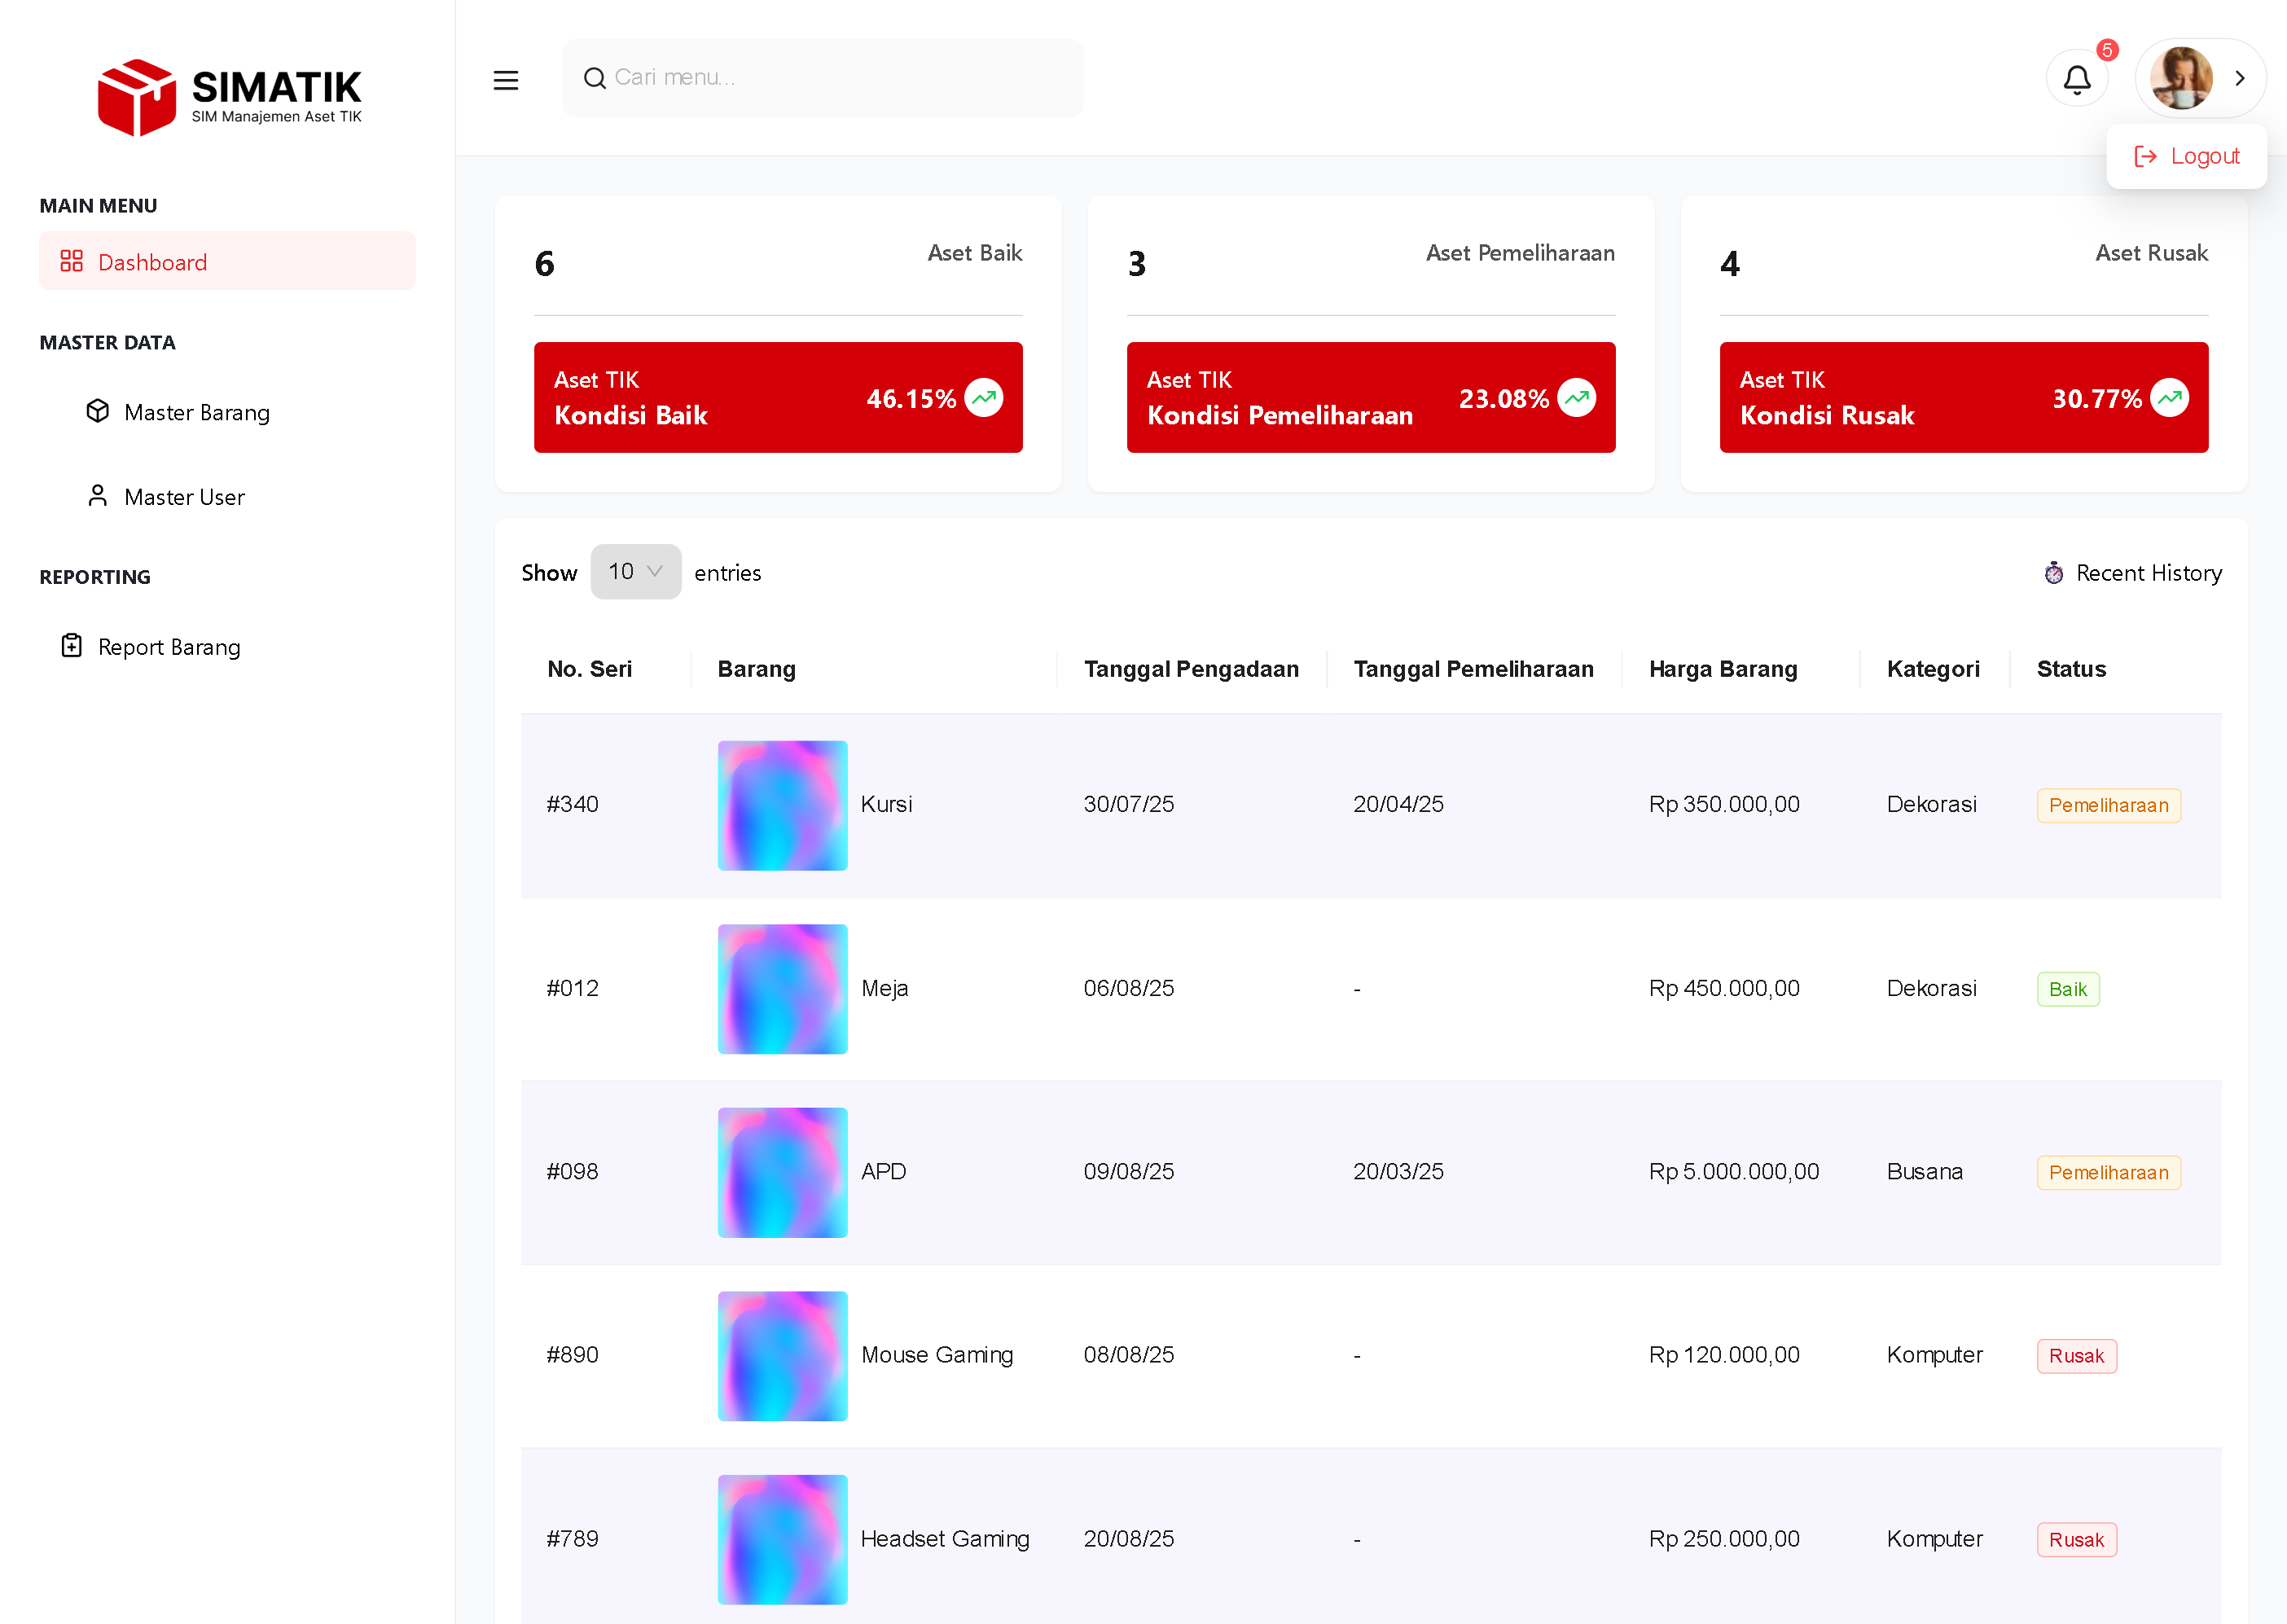 SIMATIK
SIM Manajemen Aset TIK
MAIN MENU
Dashboard
MASTER DATA
Master Barang
Master User
REPORTING
Report Barang
Cari menu...
5
Logout
6 Aset Baik
Aset TIK
Kondisi Baik
46.15%
3 Aset Pemeliharaan
Aset TIK
Kondisi Pemeliharaan
23.08%
4 Aset Rusak
Aset TIK
Kondisi Rusak
30.77%
Show 10 entries Recent History
No. Seri Barang Tanggal Pengadaan Tanggal Pemeliharaan Harga Barang Kategori Status
#340 Kursi 30/07/25 20/04/25 Rp 350.000,00 Dekorasi Pemeliharaan
#012 Meja 06/08/25 - Rp 450.000,00 Dekorasi Baik
#098 APD 09/08/25 20/03/25 Rp 5.000.000,00 Busana Pemeliharaan
#890 Mouse Gaming 08/08/25 - Rp 120.000,00 Komputer Rusak
#789 Headset Gaming 20/08/25 - Rp 250.000,00 Komputer Rusak